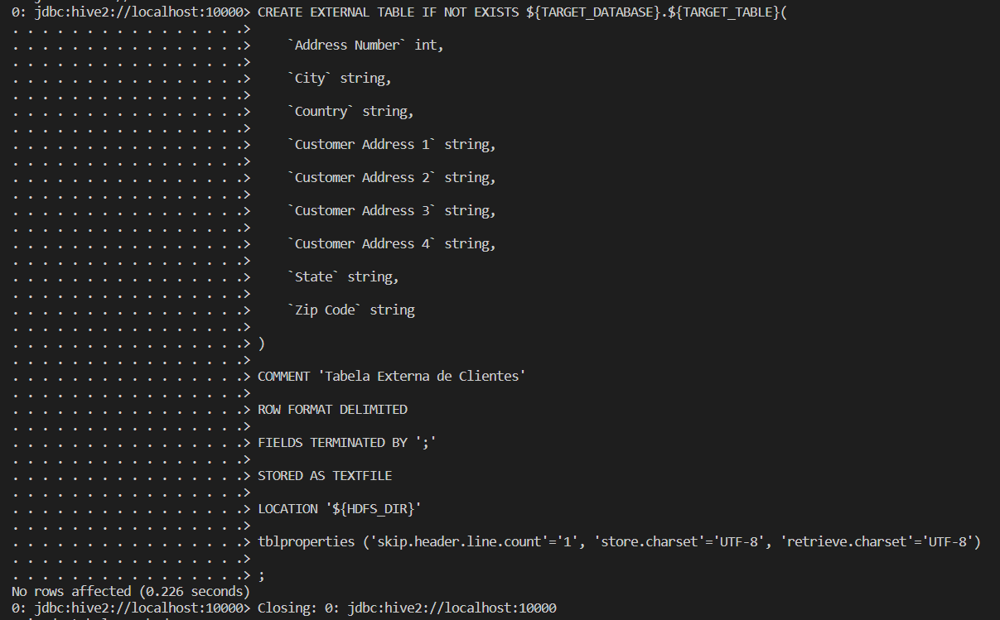 0: jdbc:hive2://localhost:10000> CREATE EXTERNAL TABLE IF NOT EXISTS ${TARGET_DATABASE}.${TARGET_TABLE}(
. . . . . . . . . . . . . . . .>
. . . . . . . . . . . . . . . .>     `Address Number` int,
. . . . . . . . . . . . . . . .>
. . . . . . . . . . . . . . . .>     `City` string,
. . . . . . . . . . . . . . . .>
. . . . . . . . . . . . . . . .>     `Country` string,
. . . . . . . . . . . . . . . .>
. . . . . . . . . . . . . . . .>     `Customer Address 1` string,
. . . . . . . . . . . . . . . .>
. . . . . . . . . . . . . . . .>     `Customer Address 2` string,
. . . . . . . . . . . . . . . .>
. . . . . . . . . . . . . . . .>     `Customer Address 3` string,
. . . . . . . . . . . . . . . .>
. . . . . . . . . . . . . . . .>     `Customer Address 4` string,
. . . . . . . . . . . . . . . .>
. . . . . . . . . . . . . . . .>     `State` string,
. . . . . . . . . . . . . . . .>
. . . . . . . . . . . . . . . .>     `Zip Code` string
. . . . . . . . . . . . . . . .>
. . . . . . . . . . . . . . . .> )
. . . . . . . . . . . . . . . .>
. . . . . . . . . . . . . . . .> COMMENT 'Tabela Externa de Clientes'
. . . . . . . . . . . . . . . .>
. . . . . . . . . . . . . . . .> ROW FORMAT DELIMITED
. . . . . . . . . . . . . . . .>
. . . . . . . . . . . . . . . .> FIELDS TERMINATED BY ';'
. . . . . . . . . . . . . . . .>
. . . . . . . . . . . . . . . .> STORED AS TEXTFILE
. . . . . . . . . . . . . . . .>
. . . . . . . . . . . . . . . .> LOCATION '${HDFS_DIR}'
. . . . . . . . . . . . . . . .>
. . . . . . . . . . . . . . . .> tblproperties ('skip.header.line.count'='1', 'store.charset'='UTF-8', 'retrieve.charset'='UTF-8')
. . . . . . . . . . . . . . . .>
. . . . . . . . . . . . . . . .> ;
No rows affected (0.226 seconds)
0: jdbc:hive2://localhost:10000> Closing: 0: jdbc:hive2://localhost:10000